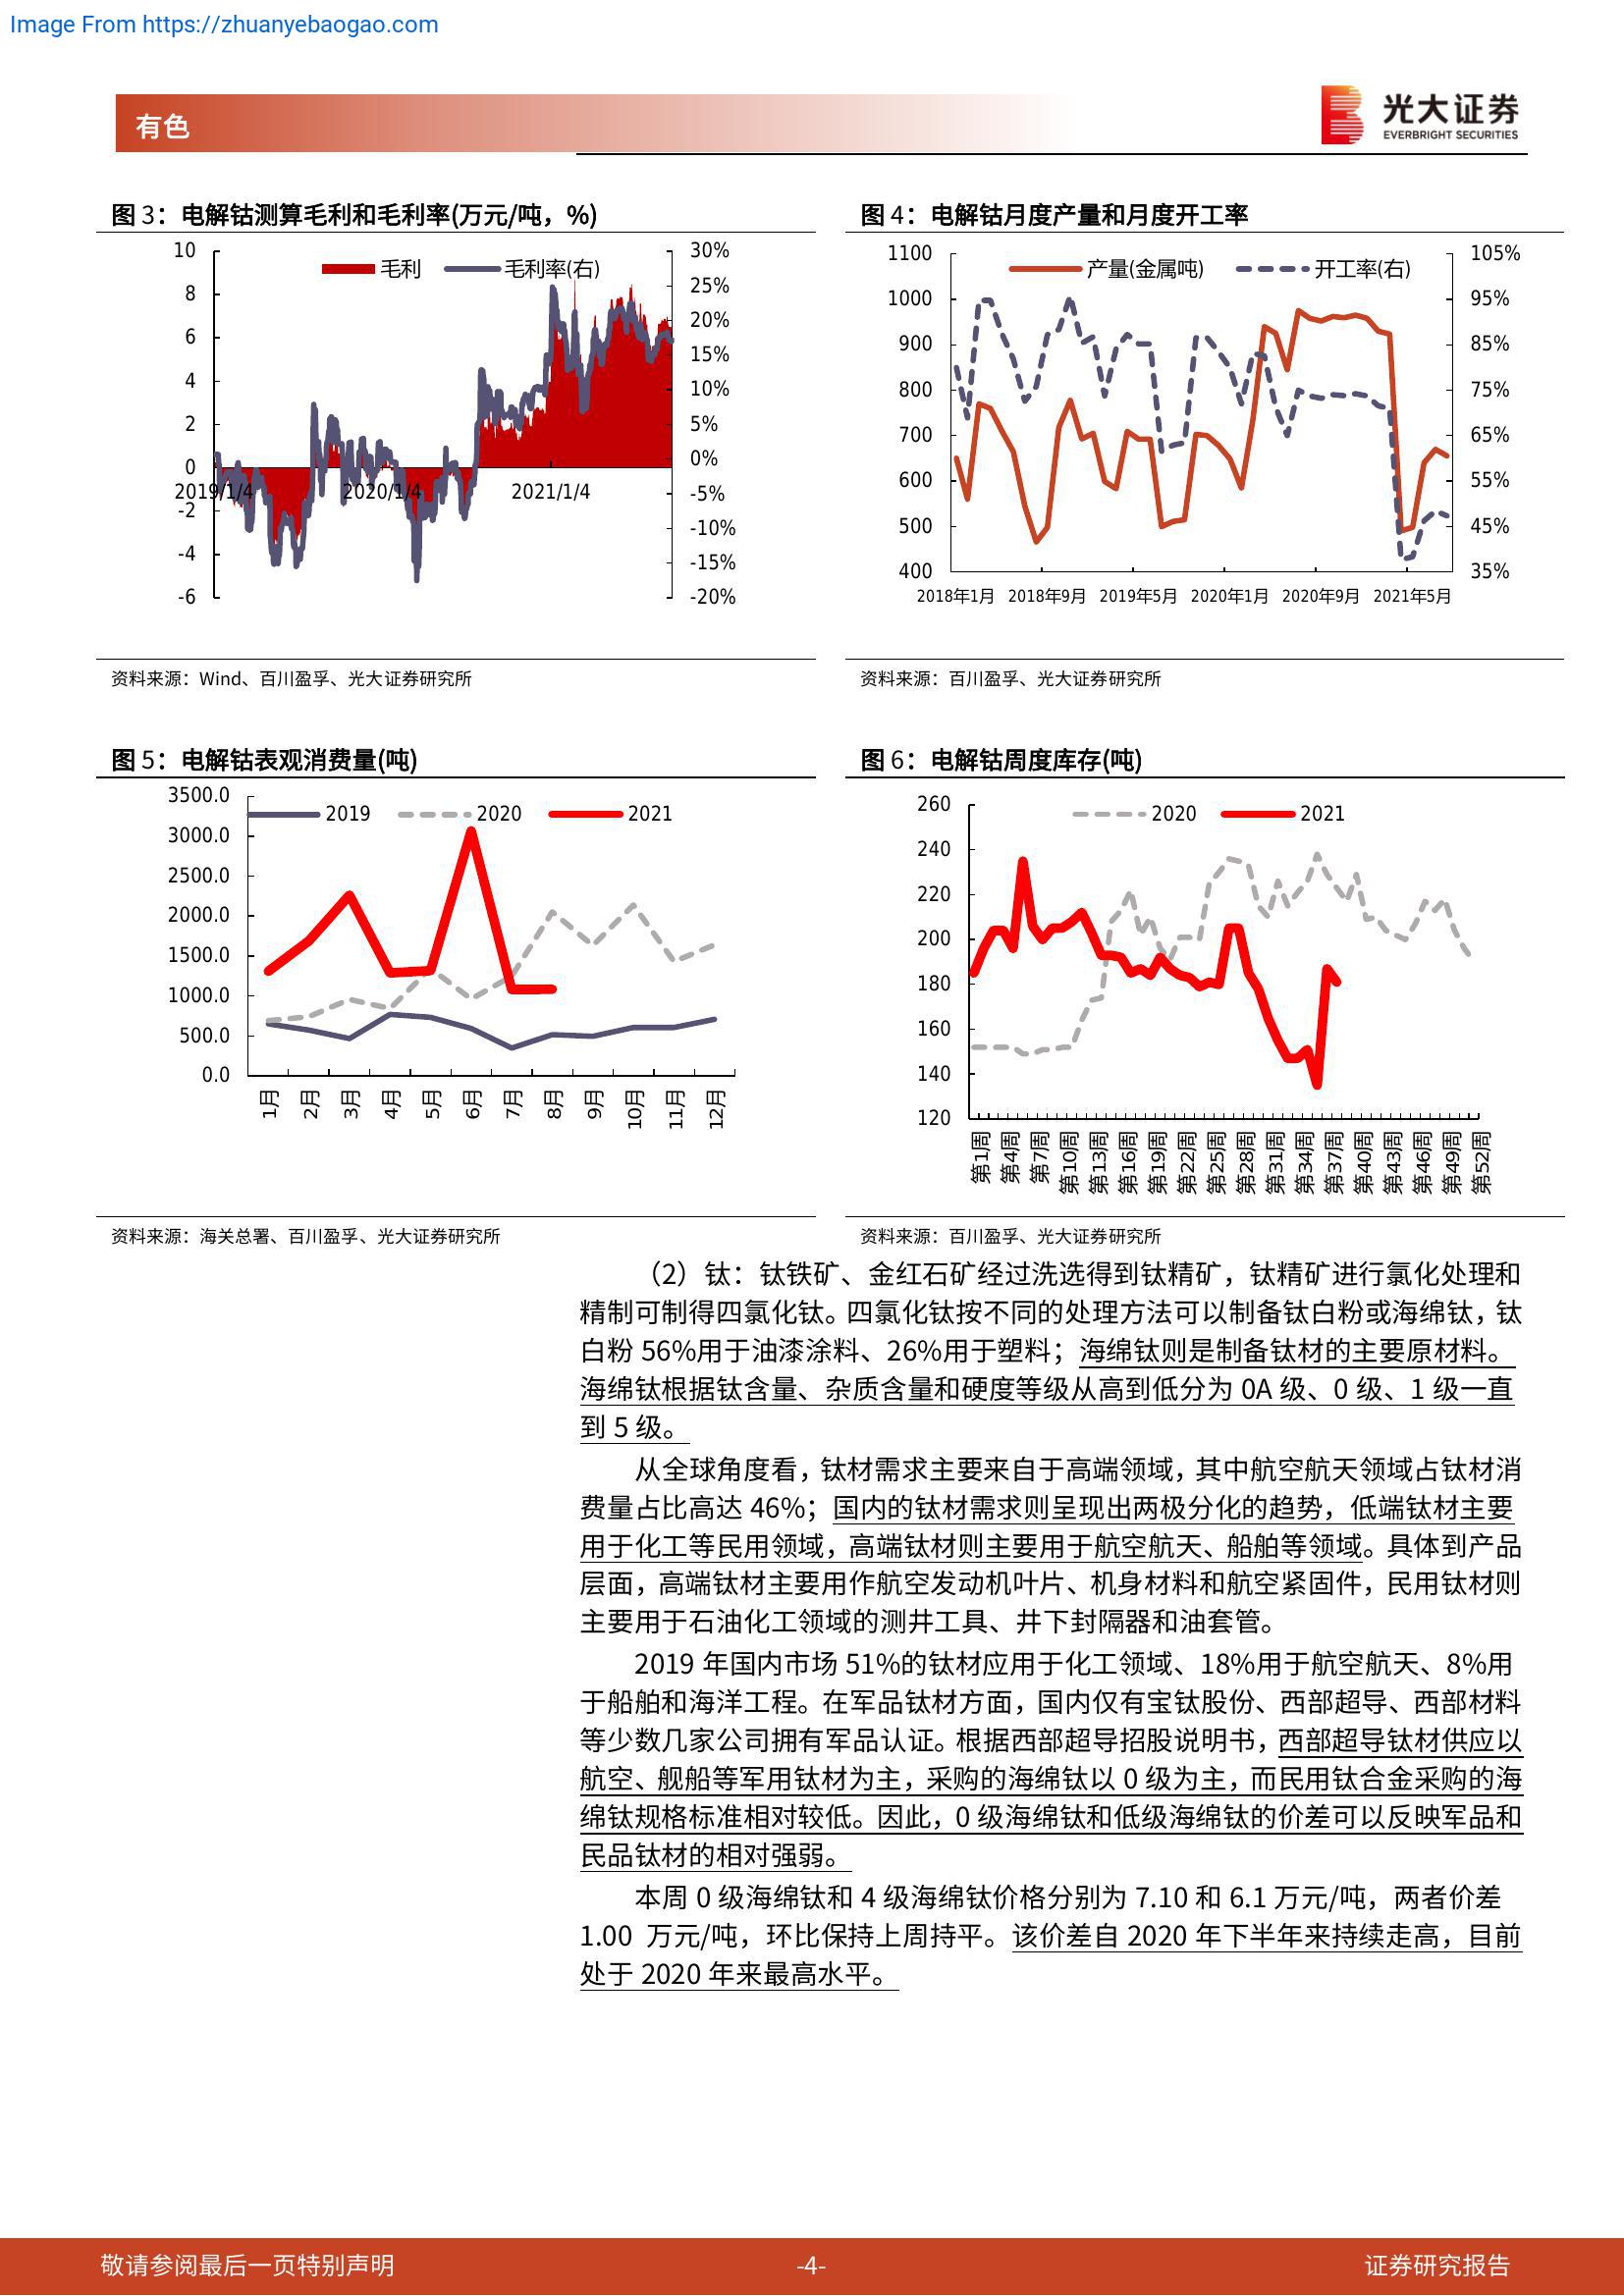 Image From https://zhuanyebaogao.com
有色
光大证券
EVERBRIGHT SECURITIES
图 3：电解钴测算毛利和毛利率(万元/吨，%)
毛利 毛利率(右)
10
8
6
4
2
0
-2
-4
-6
30%
25%
20%
15%
10%
5%
0%
-5%
-10%
-15%
-20%
2019/1/4 2020/1/4 2021/1/4
资料来源：Wind、百川盈孚、光大证券研究所
图 4：电解钴月度产量和月度开工率
产量(金属吨) 开工率(右)
1100
1000
900
800
700
600
500
400
105%
95%
85%
75%
65%
55%
45%
35%
2018年1月 2018年9月 2019年5月 2020年1月 2020年9月 2021年5月
资料来源：百川盈孚、光大证券研究所
图 5：电解钴表观消费量(吨)
2019 2020 2021
3500.0
3000.0
2500.0
2000.0
1500.0
1000.0
500.0
0.0
1月 2月 3月 4月 5月 6月 7月 8月 9月 10月 11月 12月
资料来源：海关总署、百川盈孚、光大证券研究所
图 6：电解钴周度库存(吨)
2020 2021
260
240
220
200
180
160
140
120
第1周 第4周 第7周 第10周 第13周 第16周 第19周 第22周 第25周 第28周 第31周 第34周 第37周 第40周 第43周 第46周 第49周 第52周
资料来源：百川盈孚、光大证券研究所
（2）钛：钛铁矿、金红石矿经过洗选得到钛精矿，钛精矿进行氯化处理和
精制可制得四氯化钛。四氯化钛按不同的处理方法可以制备钛白粉或海绵钛，钛
白粉 56%用于油漆涂料、26%用于塑料；海绵钛则是制备钛材的主要原材料。
海绵钛根据钛含量、杂质含量和硬度等级从高到低分为 0A 级、0 级、1 级一直
到 5 级。
从全球角度看，钛材需求主要来自于高端领域，其中航空航天领域占钛材消
费量占比高达 46%；国内的钛材需求则呈现出两极分化的趋势，低端钛材主要
用于化工等民用领域，高端钛材则主要用于航空航天、船舶等领域。具体到产品
层面，高端钛材主要用作航空发动机叶片、机身材料和航空紧固件，民用钛材则
主要用于石油化工领域的测井工具、井下封隔器和油套管。
2019 年国内市场 51%的钛材应用于化工领域、18%用于航空航天、8%用
于船舶和海洋工程。在军品钛材方面，国内仅有宝钛股份、西部超导、西部材料
等少数几家公司拥有军品认证。根据西部超导招股说明书，西部超导钛材供应以
航空、舰船等军用钛材为主，采购的海绵钛以 0 级为主，而民用钛合金采购的海
绵钛规格标准相对较低。因此，0 级海绵钛和低级海绵钛的价差可以反映军品和
民品钛材的相对强弱。
本周 0 级海绵钛和 4 级海绵钛价格分别为 7.10 和 6.1 万元/吨，两者价差
1.00 万元/吨，环比保持上周持平。该价差自 2020 年下半年来持续走高，目前
处于 2020 年来最高水平。
敬请参阅最后一页特别声明
-4-
证券研究报告